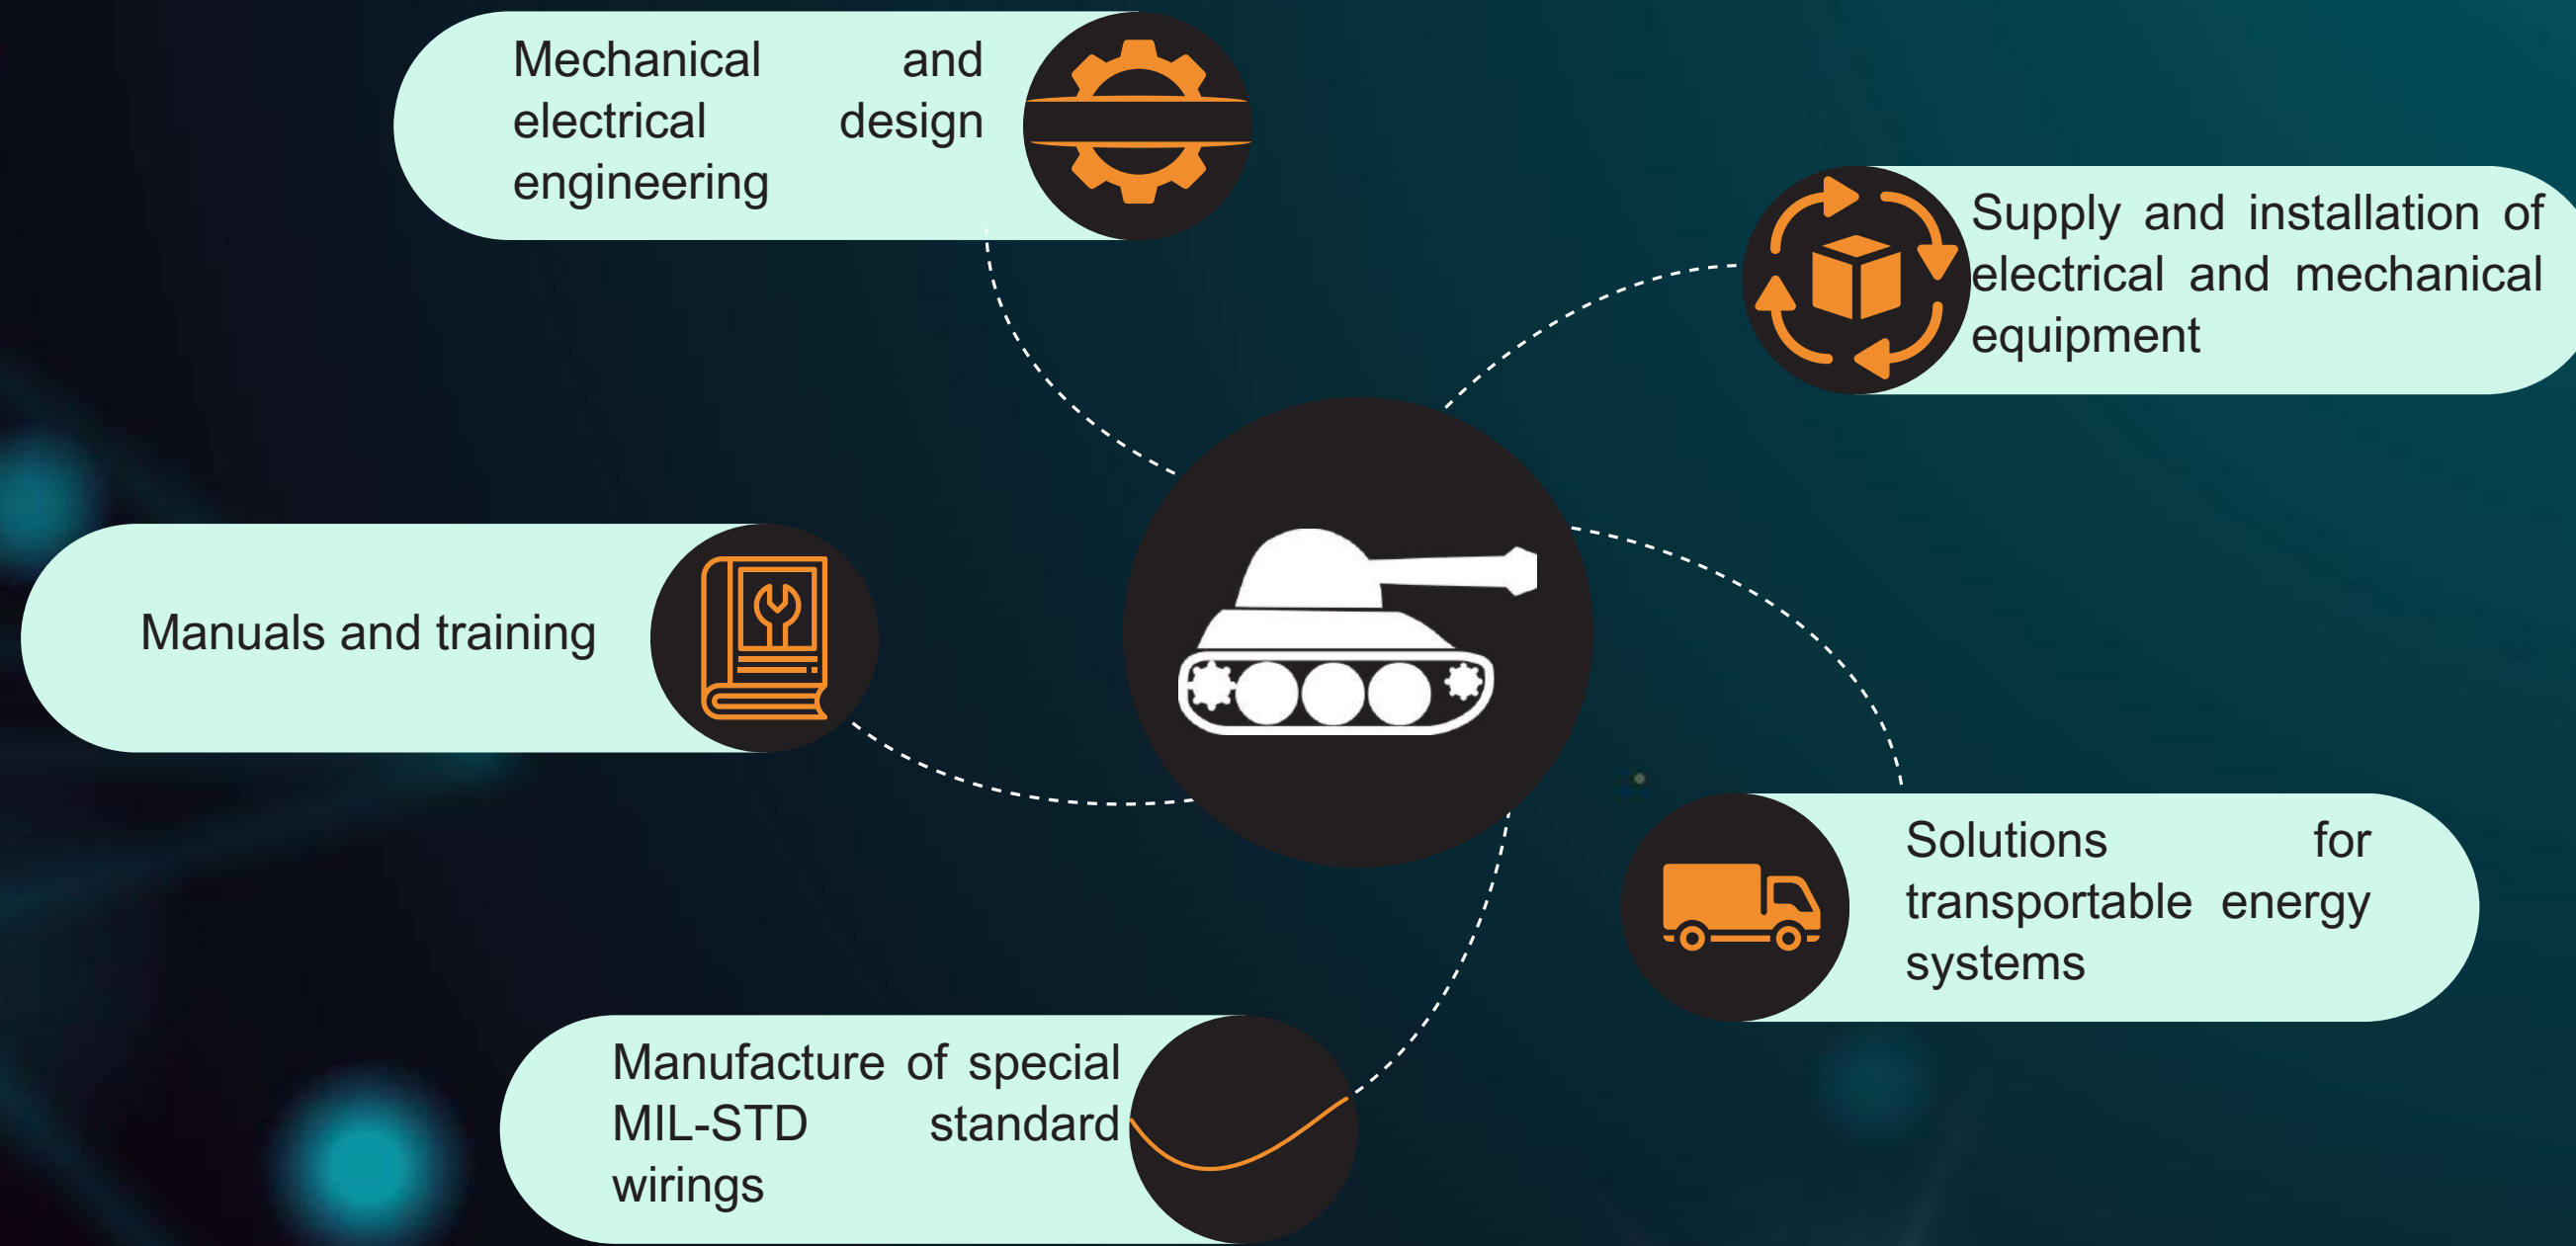 Mechanical and
electrical design
engineering
Supply and installation of
electrical and mechanical
equipment
Manuals and training
Solutions for
transportable energy
systems
Manufacture of special
MIL-STD standard
wirings